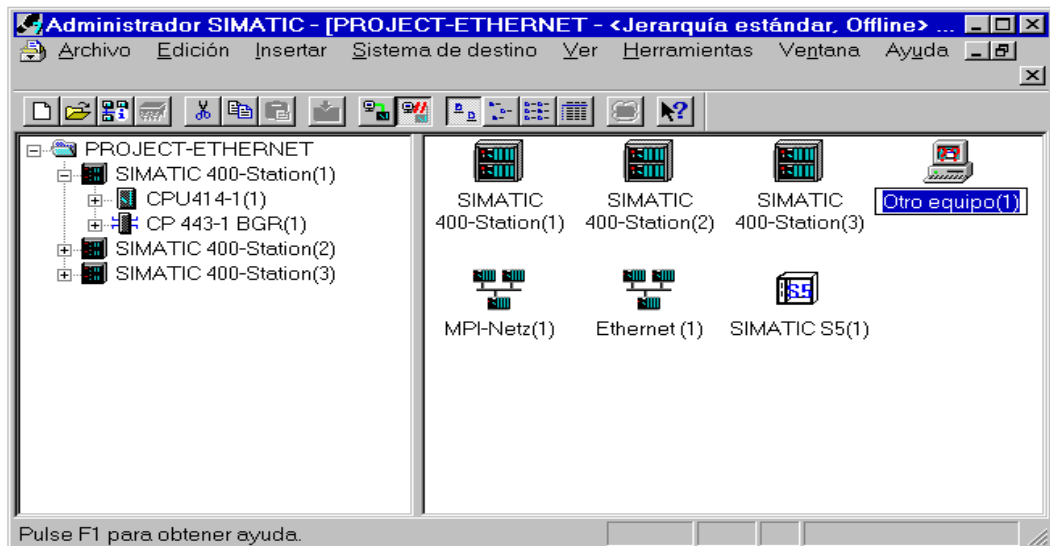 Administrador SIMATIC - [PROJECT-ETHERNET - <Jerarquía estándar, Offline> ...
Archivo Edición Insertar Sistema de destino Ver Herramientas Ventana Ayuda
PROJECT-ETHERNET
SIMATIC 400-Station(1)
CPU414-1(1)
CP 443-1 BGR(1)
SIMATIC 400-Station(2)
SIMATIC 400-Station(3)
SIMATIC
400-Station(1)
SIMATIC
400-Station(2)
SIMATIC
400-Station(3)
Otro equipo(1)
MPI-Netz(1)
Ethernet (1)
S5
SIMATIC S5(1)
Pulse F1 para obtener ayuda.